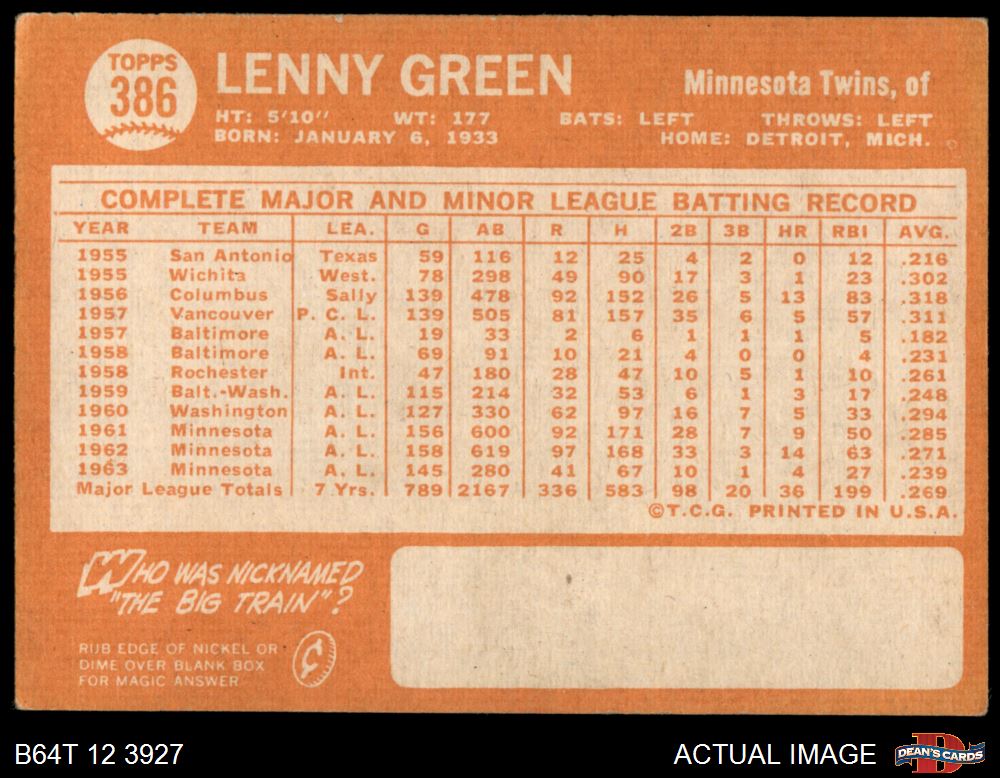 TOPPS
386
LENNY GREEN
Minnesota Twins, of
HT: 5'10" WT: 177 BATS: LEFT THROWS: LEFT
BORN: JANUARY 6, 1933 HOME: DETROIT, MICH.
COMPLETE MAJOR AND MINOR LEAGUE BATTING RECORD
YEAR TEAM LEA. G AB R H 2B 3B HR RBI AVG.
1955 San Antonio Texas 59 116 12 25 4 2 0 12 .216
1955 Wichita West. 78 298 49 90 17 3 1 23 .302
1956 Columbus Sally 139 478 92 152 26 5 13 83 .318
1957 Vancouver P. C. L. 139 505 81 157 35 6 5 57 .311
1957 Baltimore A. L. 19 33 2 6 1 1 1 5 .182
1958 Baltimore A. L. 69 91 10 21 4 0 0 4 .231
1958 Rochester Int. 47 180 28 47 10 5 1 10 .261
1959 Balt.-Wash. A. L. 115 214 32 53 6 1 3 17 .248
1960 Washington A. L. 127 330 62 97 16 7 5 33 .294
1961 Minnesota A. L. 156 600 92 171 28 7 9 50 .285
1962 Minnesota A. L. 158 619 97 168 33 3 14 63 .271
1963 Minnesota A. L. 145 280 41 67 10 1 4 27 .239
Major League Totals 7 Yrs. 789 2167 336 583 98 20 36 199 .269
©T.C.G. PRINTED IN U.S.A.
WHO WAS NICKNAMED
"THE BIG TRAIN"?
RUB EDGE OF NICKEL OR
DIME OVER BLANK BOX
FOR MAGIC ANSWER
¢
B64T 12 3927
ACTUAL IMAGE
D
DEAN'S CARDS